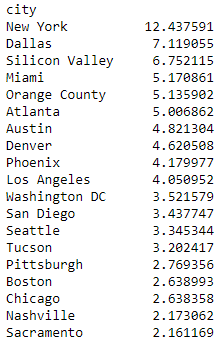 city
New York 12.437591
Dallas 7.119055
Silicon Valley 6.752115
Miami 5.170861
Orange County 5.135902
Atlanta 5.006862
Austin 4.821304
Denver 4.620508
Phoenix 4.179977
Los Angeles 4.050952
Washington DC 3.521579
San Diego 3.437747
Seattle 3.345344
Tucson 3.202417
Pittsburgh 2.769356
Boston 2.638993
Chicago 2.638358
Nashville 2.173062
Sacramento 2.161169